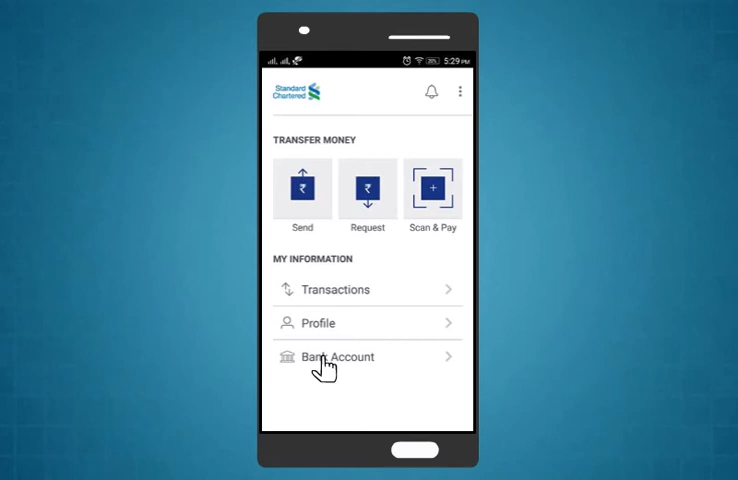 5:29 PM
Standard
Chartered
TRANSFER MONEY
₹ ₹ +
Send Request Scan & Pay
MY INFORMATION
Transactions
Profile
Bank Account